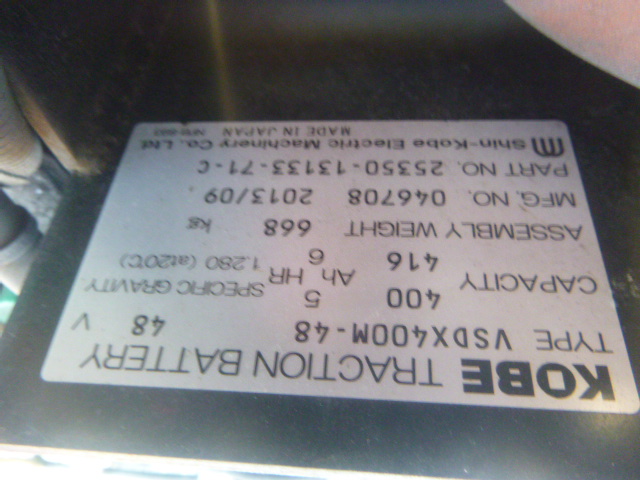 KOBE TRACTION BATTERY
TYPE VSDX400M-48 48 V
CAPACITY 400 Ah 5 HR SPECIFIC GRAVITY
416 6 1.280 (at20℃)
ASSEMBLY WEIGHT 668 kg
MFG. NO. 046708 2013/09
PART NO. 25350-13133-71-C
Shin-Kobe Electric Machinery Co., Ltd.
MADE IN JAPAN